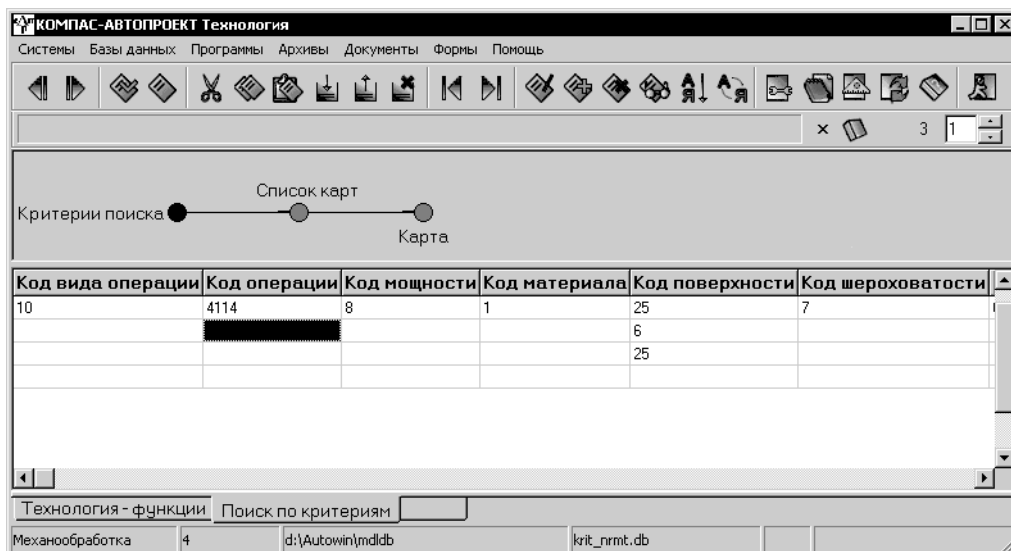 КОМПАС-АВТОПРОЕКТ Технология
Системы Базы данных Программы Архивы Документы Формы Помощь
3 1
Список карт
Критерии поиска
Карта
Код вида операции Код операции Код мощности Код материала Код поверхности Код шероховатости
10 4114 8 1 25 7
6
25
Технология - функции Поиск по критериям
Механообработка 4 d:\Autowin\mdldb krit_nrmt.db